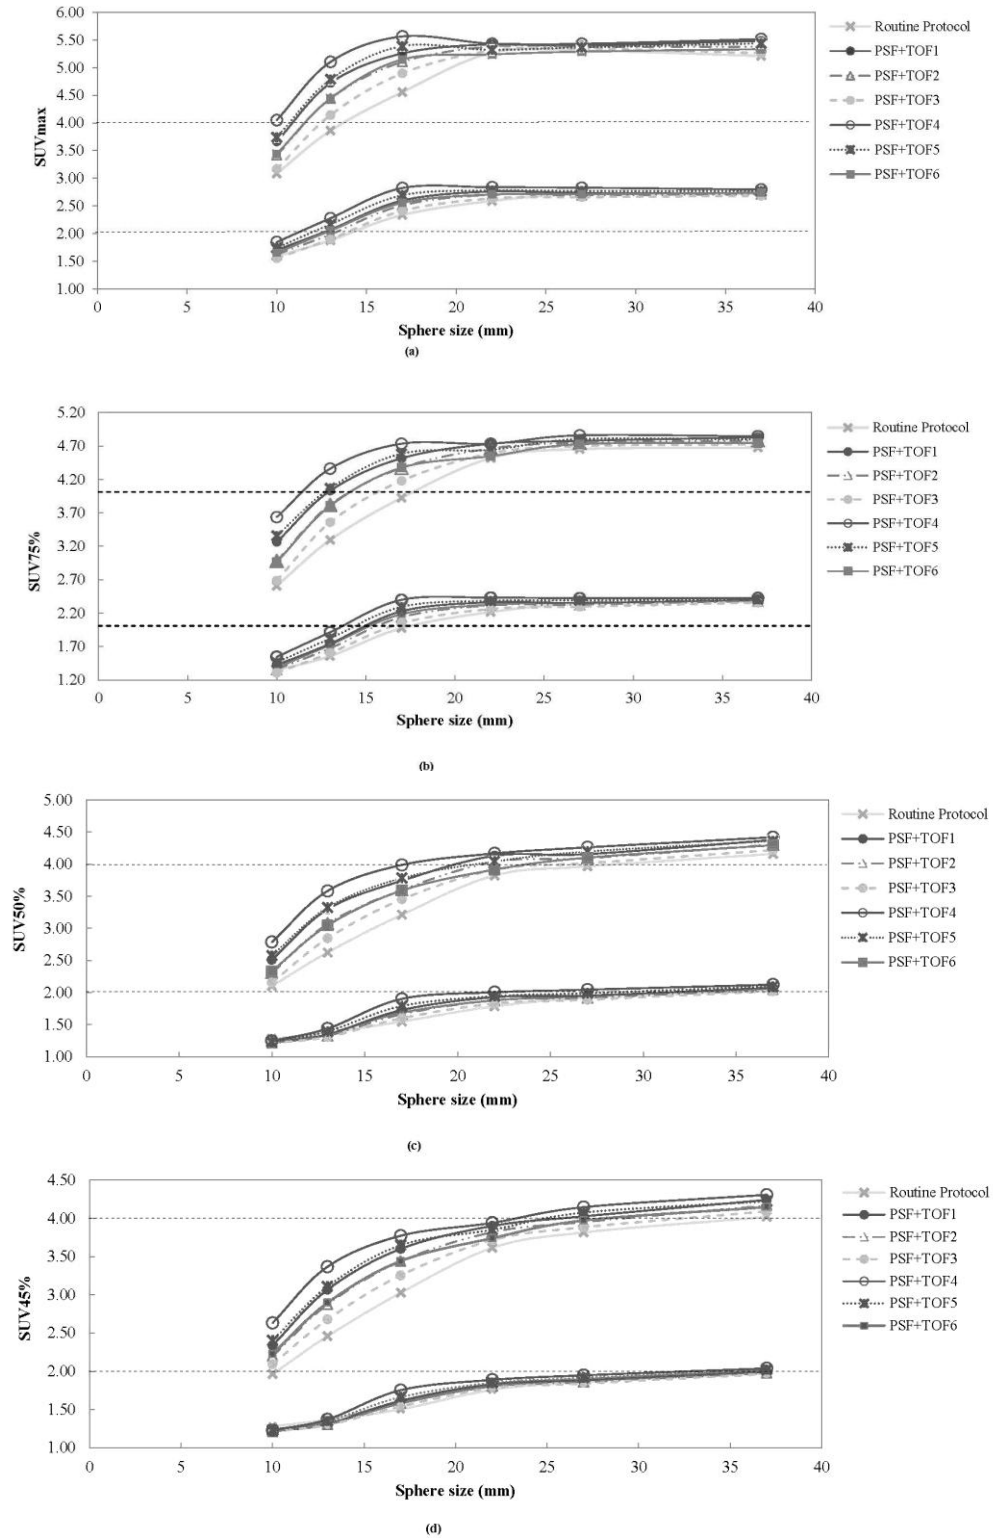 6.00
5.50
5.00
4.50
4.00
3.50
3.00
2.50
2.00
1.50
1.00
SUVmax
0 5 10 15 20 25 30 35 40
Sphere size (mm)
Routine Protocol
PSF+TOF1
PSF+TOF2
PSF+TOF3
PSF+TOF4
PSF+TOF5
PSF+TOF6
(a)
5.20
4.70
4.20
3.70
3.20
2.70
2.20
1.70
1.20
SUV75%
0 5 10 15 20 25 30 35 40
Sphere size (mm)
Routine Protocol
PSF+TOF1
PSF+TOF2
PSF+TOF3
PSF+TOF4
PSF+TOF5
PSF+TOF6
(b)
5.00
4.50
4.00
3.50
3.00
2.50
2.00
1.50
1.00
SUV50%
0 5 10 15 20 25 30 35 40
Sphere size (mm)
Routine Protocol
PSF+TOF1
PSF+TOF2
PSF+TOF3
PSF+TOF4
PSF+TOF5
PSF+TOF6
(c)
4.50
4.00
3.50
3.00
2.50
2.00
1.50
1.00
SUV45%
0 5 10 15 20 25 30 35 40
Sphere size (mm)
Routine Protocol
PSF+TOF1
PSF+TOF2
PSF+TOF3
PSF+TOF4
PSF+TOF5
PSF+TOF6
(d)